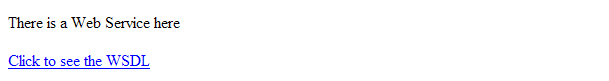 There is a Web Service here
Click to see the WSDL